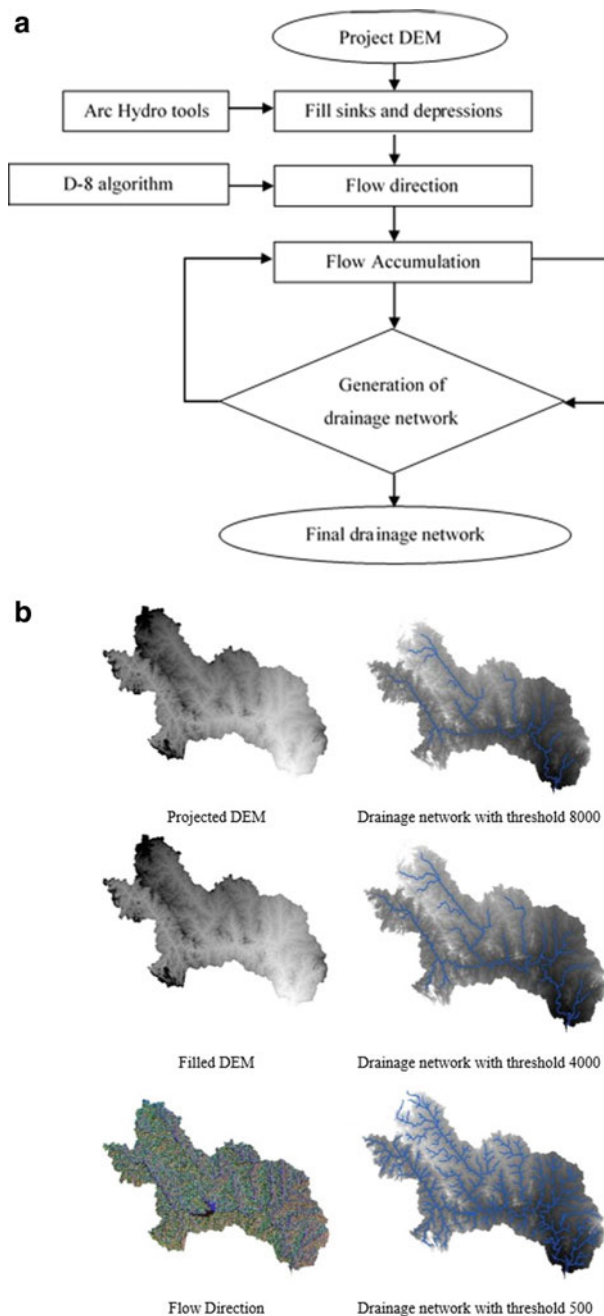 a
Project DEM
Arc Hydro tools
Fill sinks and depressions
D-8 algorithm
Flow direction
Flow Accumulation
Generation of
drainage network
Final drainage network
b
Projected DEM
Drainage network with threshold 8000
Filled DEM
Drainage network with threshold 4000
Flow Direction
Drainage network with threshold 500